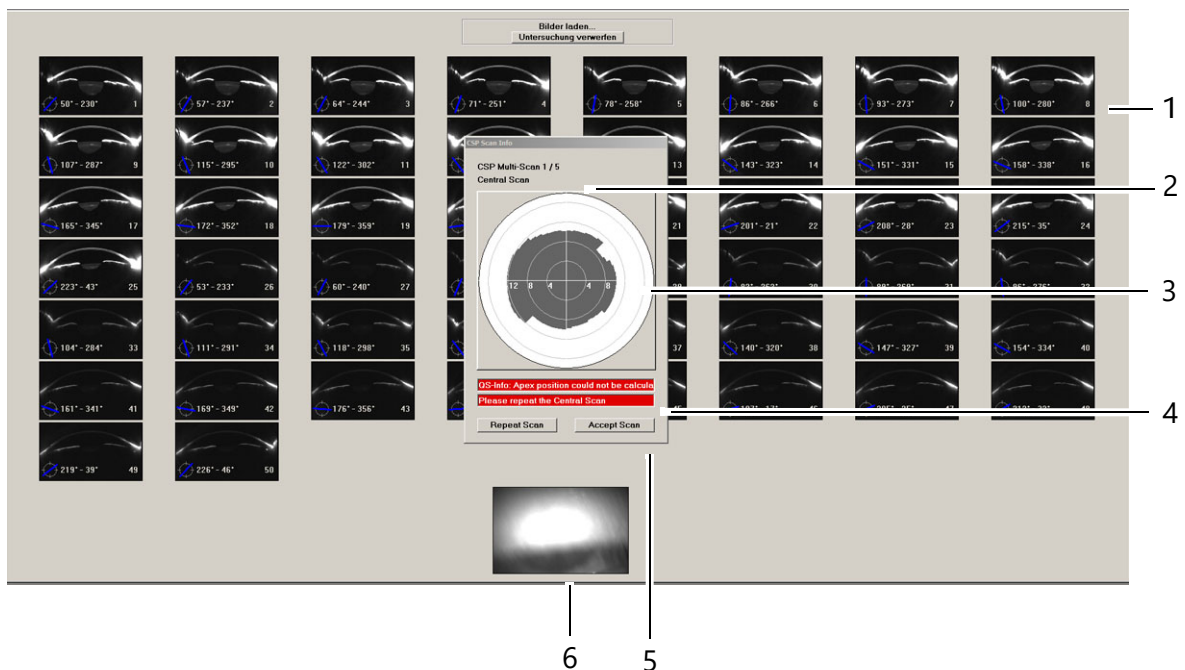 Bilder laden...
Untersuchung verwerfen
50° - 230° 1
57° - 237° 2
64° - 244° 3
71° - 251° 4
78° - 258° 5
86° - 266° 6
93° - 273° 7
100° - 280° 8
1
107° - 287° 9
115° - 295° 10
122° - 302° 11
13
143° - 323° 14
151° - 331° 15
158° - 338° 16
CSP Scan Info
CSP Multi-Scan 1 / 5
Central Scan
2
165° - 345° 17
172° - 352° 18
179° - 359° 19
21
201° - 21° 22
208° - 28° 23
215° - 35° 24
223° - 43° 25
53° - 233° 26
60° - 240° 27
12 8 4 4 8
3
104° - 284° 33
111° - 291° 34
118° - 298° 35
37
140° - 320° 38
147° - 327° 39
154° - 334° 40
QS-Info: Apex position could not be calcula
Please repeat the Central Scan
161° - 341° 41
169° - 349° 42
176° - 356° 43
4
Repeat Scan
Accept Scan
219° - 39° 49
226° - 46° 50
6
5